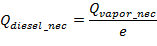 Q_diesel_nec = Q_vapor_nec / e